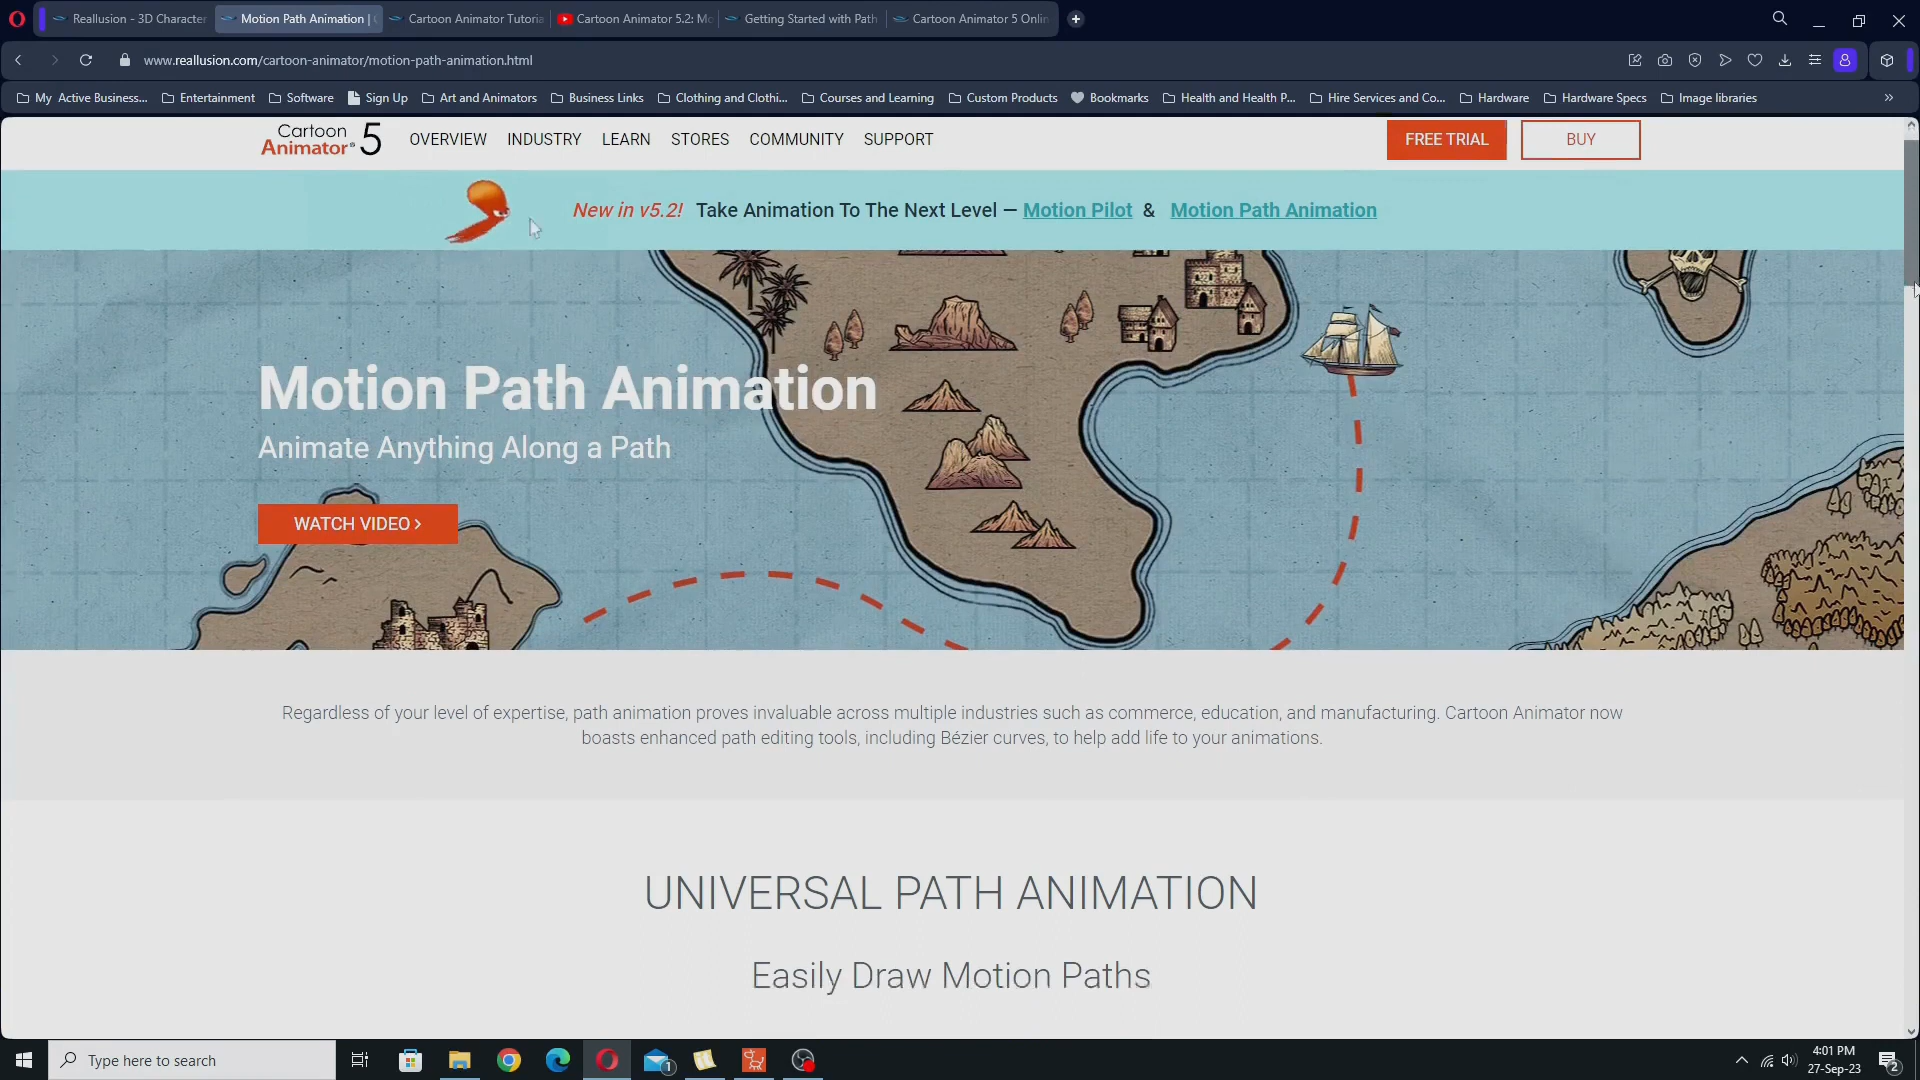 Reallusion - 3D Character
Motion Path Animation |
Cartoon Animator Tutoria
Cartoon Animator 5.2: Mo
Getting Started with Path
Cartoon Animator 5 Onlin
www.reallusion.com/cartoon-animator/motion-path-animation.html
My Active Business...
Entertainment
Software
Sign Up
Art and Animators
Business Links
Clothing and Clothi...
Courses and Learning
Custom Products
Bookmarks
Health and Health P...
Hire Services and Co...
Hardware
Hardware Specs
Image libraries
Cartoon
Animator 5
OVERVIEW
INDUSTRY
LEARN
STORES
COMMUNITY
SUPPORT
FREE TRIAL
BUY
New in v5.2! Take Animation To The Next Level — Motion Pilot & Motion Path Animation
Motion Path Animation
Animate Anything Along a Path
WATCH VIDEO >
Regardless of your level of expertise, path animation proves invaluable across multiple industries such as commerce, education, and manufacturing. Cartoon Animator now
boasts enhanced path editing tools, including Bézier curves, to help add life to your animations.
UNIVERSAL PATH ANIMATION
Easily Draw Motion Paths
Type here to search
1
4:01 PM
27-Sep-23
2